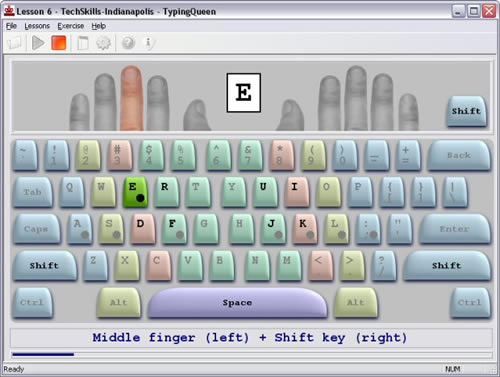 Lesson 6 - TechSkills-Indianapolis - TypingQueen
File Lessons Exercise Help
E
Shift
~ ! @ # $ % ^ & * ( ) _ + Back
` 1 2 3 4 5 6 7 8 9 0 - =
Tab Q W E R T Y U I O P { } |
[ ] \
Caps A S D F G H J K L : " Enter
; '
Shift Z X C V B N M < > ? Shift
, . /
Ctrl Alt Space Alt Ctrl
Middle finger (left) + Shift key (right)
Ready NUM